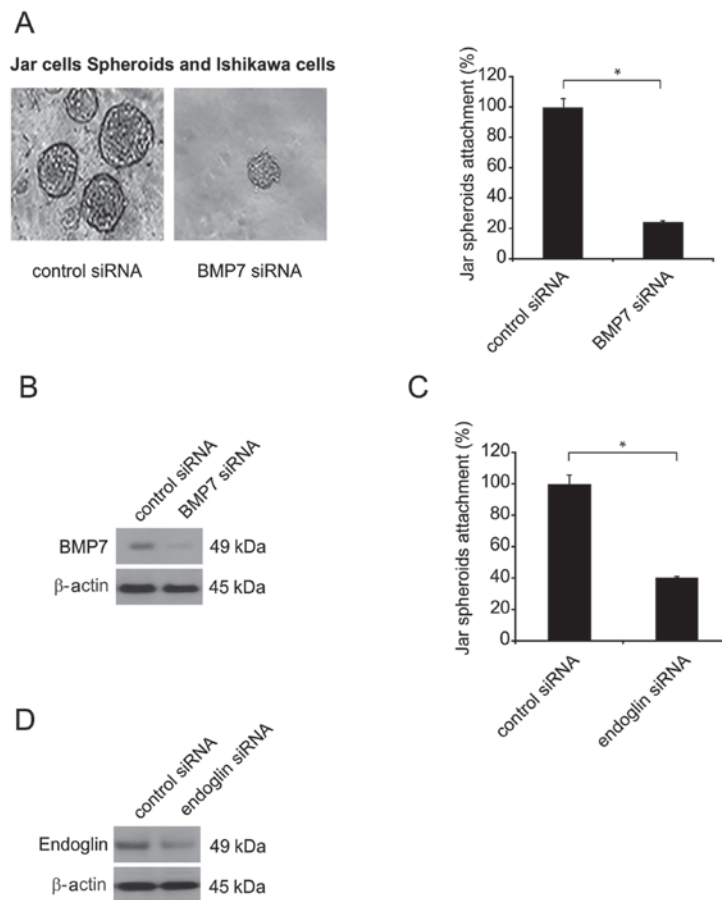 A
Jar cells Spheroids and Ishikawa cells
control siRNA
BMP7 siRNA
Jar spheroids attachment (%)
120
100
80
60
40
20
0
*
control siRNA
BMP7 siRNA
B
control siRNA
BMP7 siRNA
BMP7
49 kDa
β-actin
45 kDa
C
Jar spheroids attachment (%)
120
100
80
60
40
20
0
*
control siRNA
endoglin siRNA
D
control siRNA
endoglin siRNA
Endoglin
49 kDa
β-actin
45 kDa